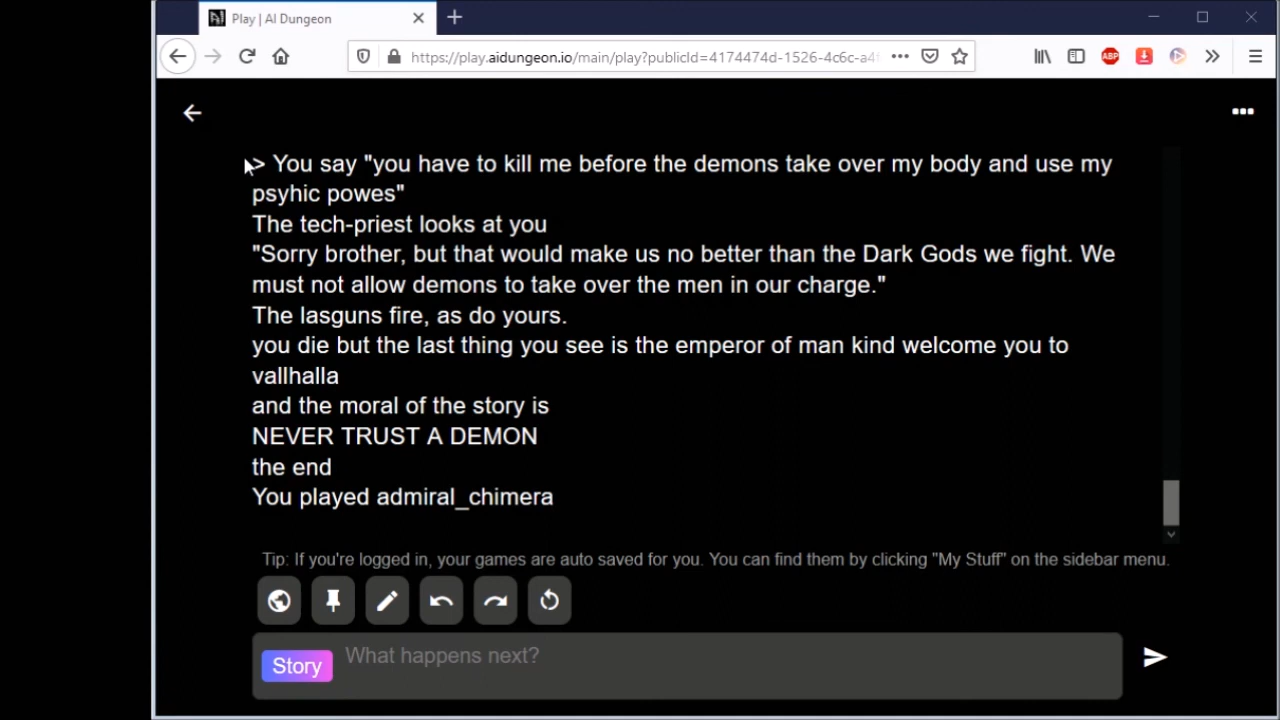 Play | AI Dungeon
https://play.aidungeon.io/main/play?publicId=4174474d-1526-4c6c-a4f
ABP
> You say "you have to kill me before the demons take over my body and use my
psyhic powes"
The tech-priest looks at you
"Sorry brother, but that would make us no better than the Dark Gods we fight. We
must not allow demons to take over the men in our charge."
The lasguns fire, as do yours.
you die but the last thing you see is the emperor of man kind welcome you to
vallhalla
and the moral of the story is
NEVER TRUST A DEMON
the end
You played admiral_chimera
Tip: If you're logged in, your games are auto saved for you. You can find them by clicking "My Stuff" on the sidebar menu.
Story What happens next?